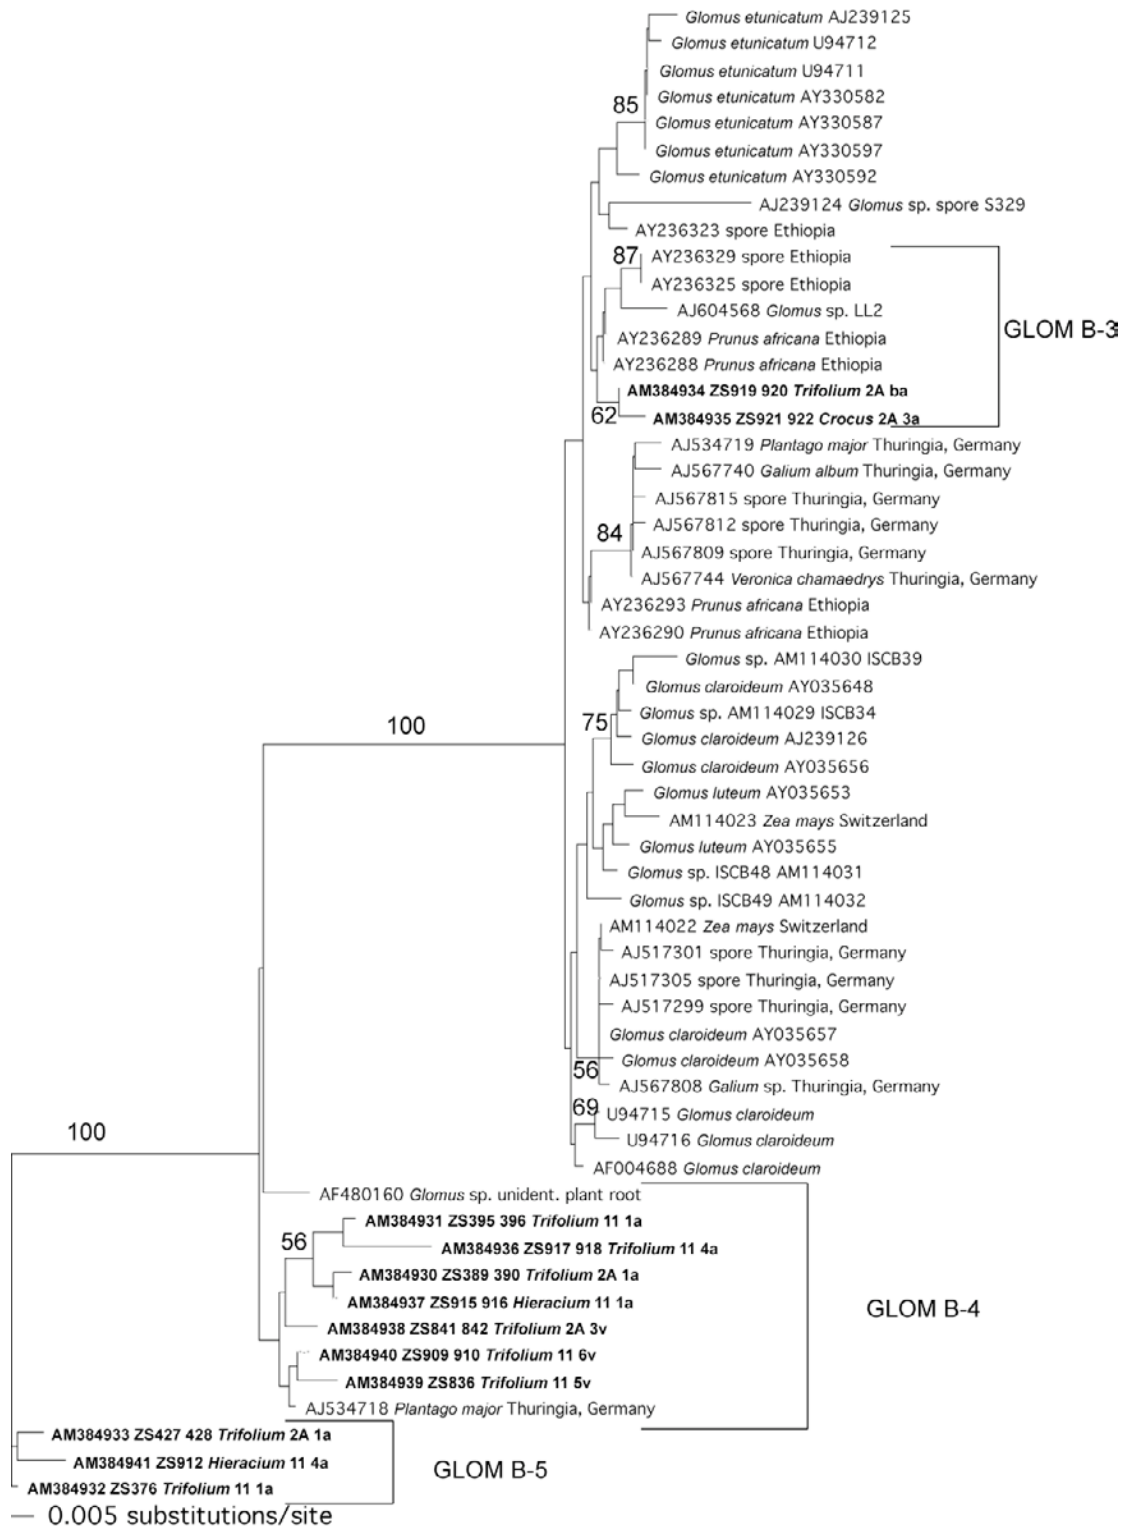 Glomus etunicatum AJ239125
Glomus etunicatum U94712
Glomus etunicatum U94711
Glomus etunicatum AY330582
85
Glomus etunicatum AY330587
Glomus etunicatum AY330597
Glomus etunicatum AY330592
AJ239124 Glomus sp. spore S329
AY236323 spore Ethiopia
87
AY236329 spore Ethiopia
AY236325 spore Ethiopia
AJ604568 Glomus sp. LL2
GLOM B-3
AY236289 Prunus africana Ethiopia
AY236288 Prunus africana Ethiopia
AM384934 ZS919 920 Trifolium 2A ba
62
AM384935 ZS921 922 Crocus 2A 3a
AJ534719 Plantago major Thuringia, Germany
AJ567740 Galium album Thuringia, Germany
AJ567815 spore Thuringia, Germany
AJ567812 spore Thuringia, Germany
84
AJ567809 spore Thuringia, Germany
AJ567744 Veronica chamaedrys Thuringia, Germany
AY236293 Prunus africana Ethiopia
AY236290 Prunus africana Ethiopia
Glomus sp. AM114030 ISCB39
Glomus claroideum AY035648
Glomus sp. AM114029 ISCB34
75
100
Glomus claroideum AJ239126
Glomus claroideum AY035656
Glomus luteum AY035653
AM114023 Zea mays Switzerland
Glomus luteum AY035655
Glomus sp. ISCB48 AM114031
Glomus sp. ISCB49 AM114032
AM114022 Zea mays Switzerland
AJ517301 spore Thuringia, Germany
AJ517305 spore Thuringia, Germany
AJ517299 spore Thuringia, Germany
Glomus claroideum AY035657
Glomus claroideum AY035658
56
AJ567808 Galium sp. Thuringia, Germany
69
U94715 Glomus claroideum
100
U94716 Glomus claroideum
AF004688 Glomus claroideum
AF480160 Glomus sp. unident. plant root
AM384931 ZS395 396 Trifolium 11 1a
56
AM384936 ZS917 918 Trifolium 11 4a
AM384930 ZS389 390 Trifolium 2A 1a
AM384937 ZS915 916 Hieracium 11 1a
GLOM B-4
AM384938 ZS841 842 Trifolium 2A 3v
AM384940 ZS909 910 Trifolium 11 6v
AM384939 ZS836 Trifolium 11 5v
AJ534718 Plantago major Thuringia, Germany
AM384933 ZS427 428 Trifolium 2A 1a
AM384941 ZS912 Hieracium 11 4a
GLOM B-5
AM384932 ZS376 Trifolium 11 1a
0.005 substitutions/site